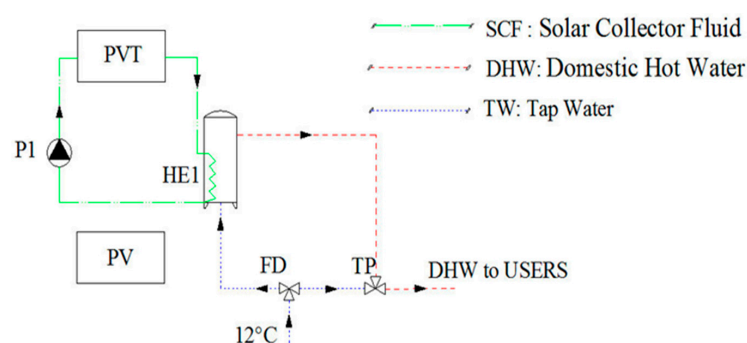 SCF : Solar Collector Fluid
PVT
DHW: Domestic Hot Water
TW: Tap Water
P1
HE1
PV
FD
TP
DHW to USERS
12°C